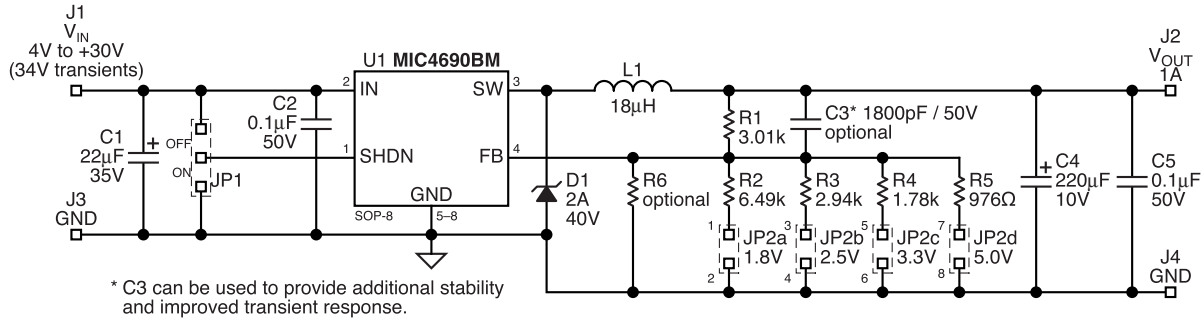 J1
VIN
4V to +30V
(34V transients)
U1 MIC4690BM
2
IN
SW
3
L1
18µH
J2
VOUT
1A
C1
22µF
35V
+
OFF
ON
JP1
C2
0.1µF
50V
1
SHDN
FB
4
GND
SOP-8
5–8
R1
3.01k
C3* 1800pF / 50V
optional
D1
2A
40V
R6
optional
R2
6.49k
R3
2.94k
R4
1.78k
R5
976Ω
+
C4
220µF
10V
C5
0.1µF
50V
J3
GND
1
JP2a
1.8V
2
3
JP2b
2.5V
4
5
JP2c
3.3V
6
7
JP2d
5.0V
8
J4
GND
* C3 can be used to provide additional stability
and improved transient response.